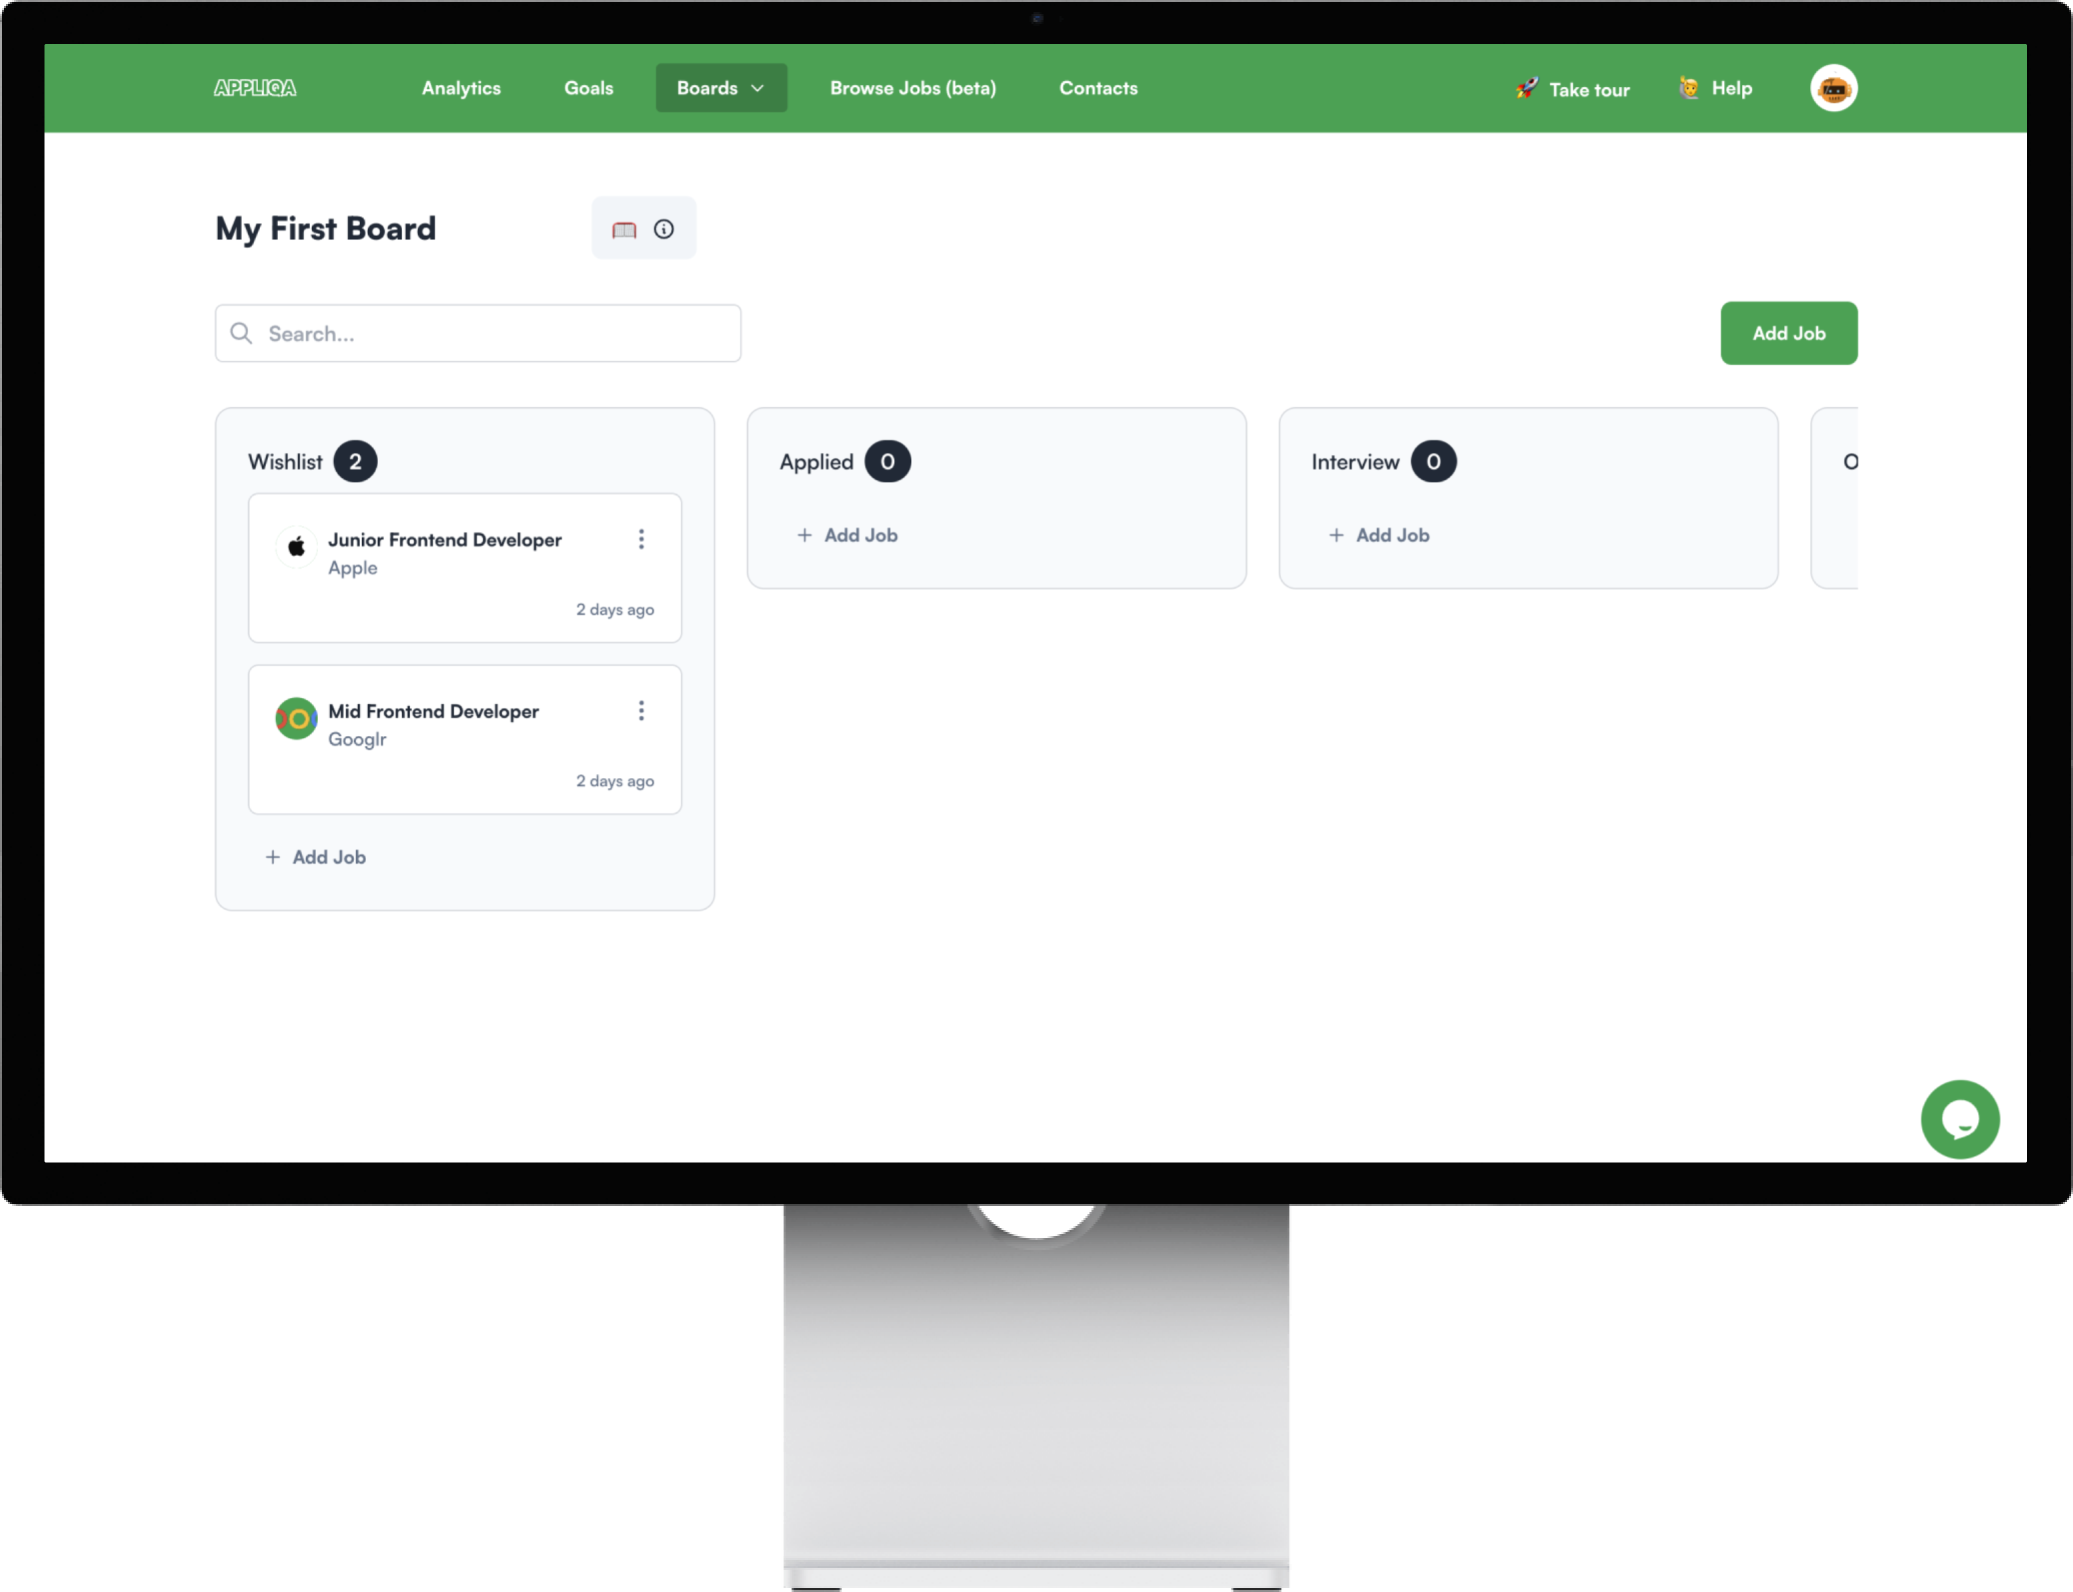 APPLIQA
Analytics
Goals
Boards
Browse Jobs (beta)
Contacts
Take tour
Help
My First Board
Search...
Add Job
Wishlist 2
Junior Frontend Developer
Apple
2 days ago
Mid Frontend Developer
Googlr
2 days ago
+ Add Job
Applied 0
+ Add Job
Interview 0
+ Add Job
O